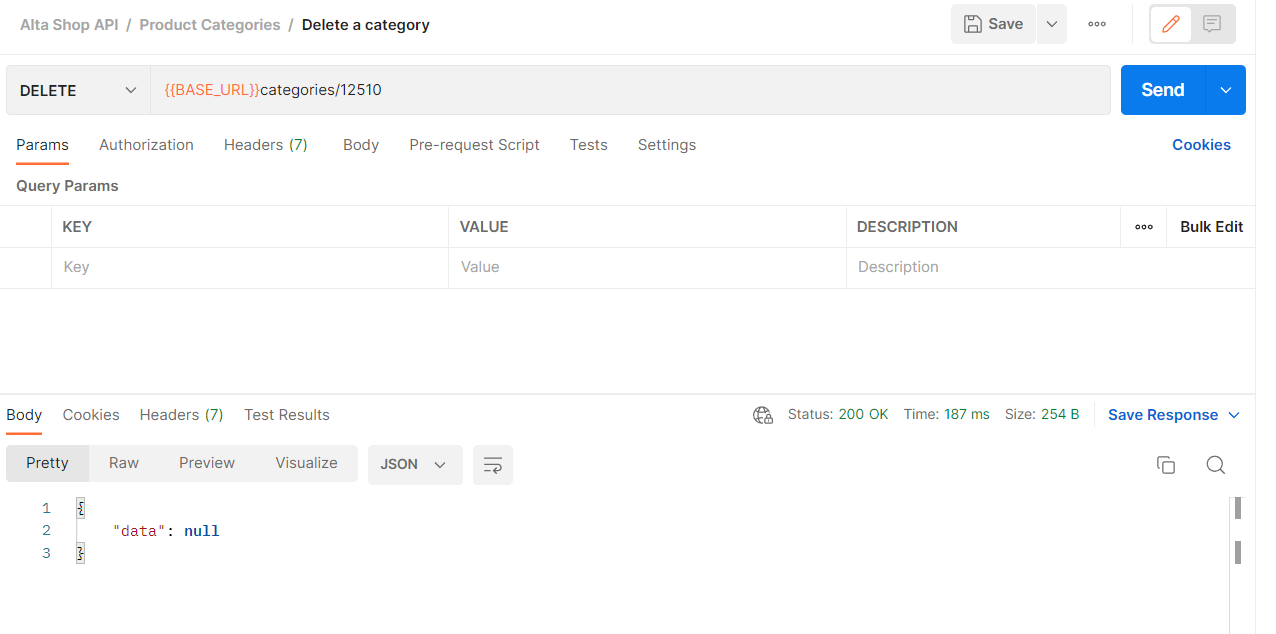 Alta Shop API / Product Categories / Delete a category
Save
DELETE
{{BASE_URL}}categories/12510
Send
Params Authorization Headers (7) Body Pre-request Script Tests Settings Cookies
Query Params
KEY VALUE DESCRIPTION Bulk Edit
Key Value Description
Body Cookies Headers (7) Test Results Status: 200 OK Time: 187 ms Size: 254 B Save Response
Pretty Raw Preview Visualize JSON
1 {
2 "data": null
3 }